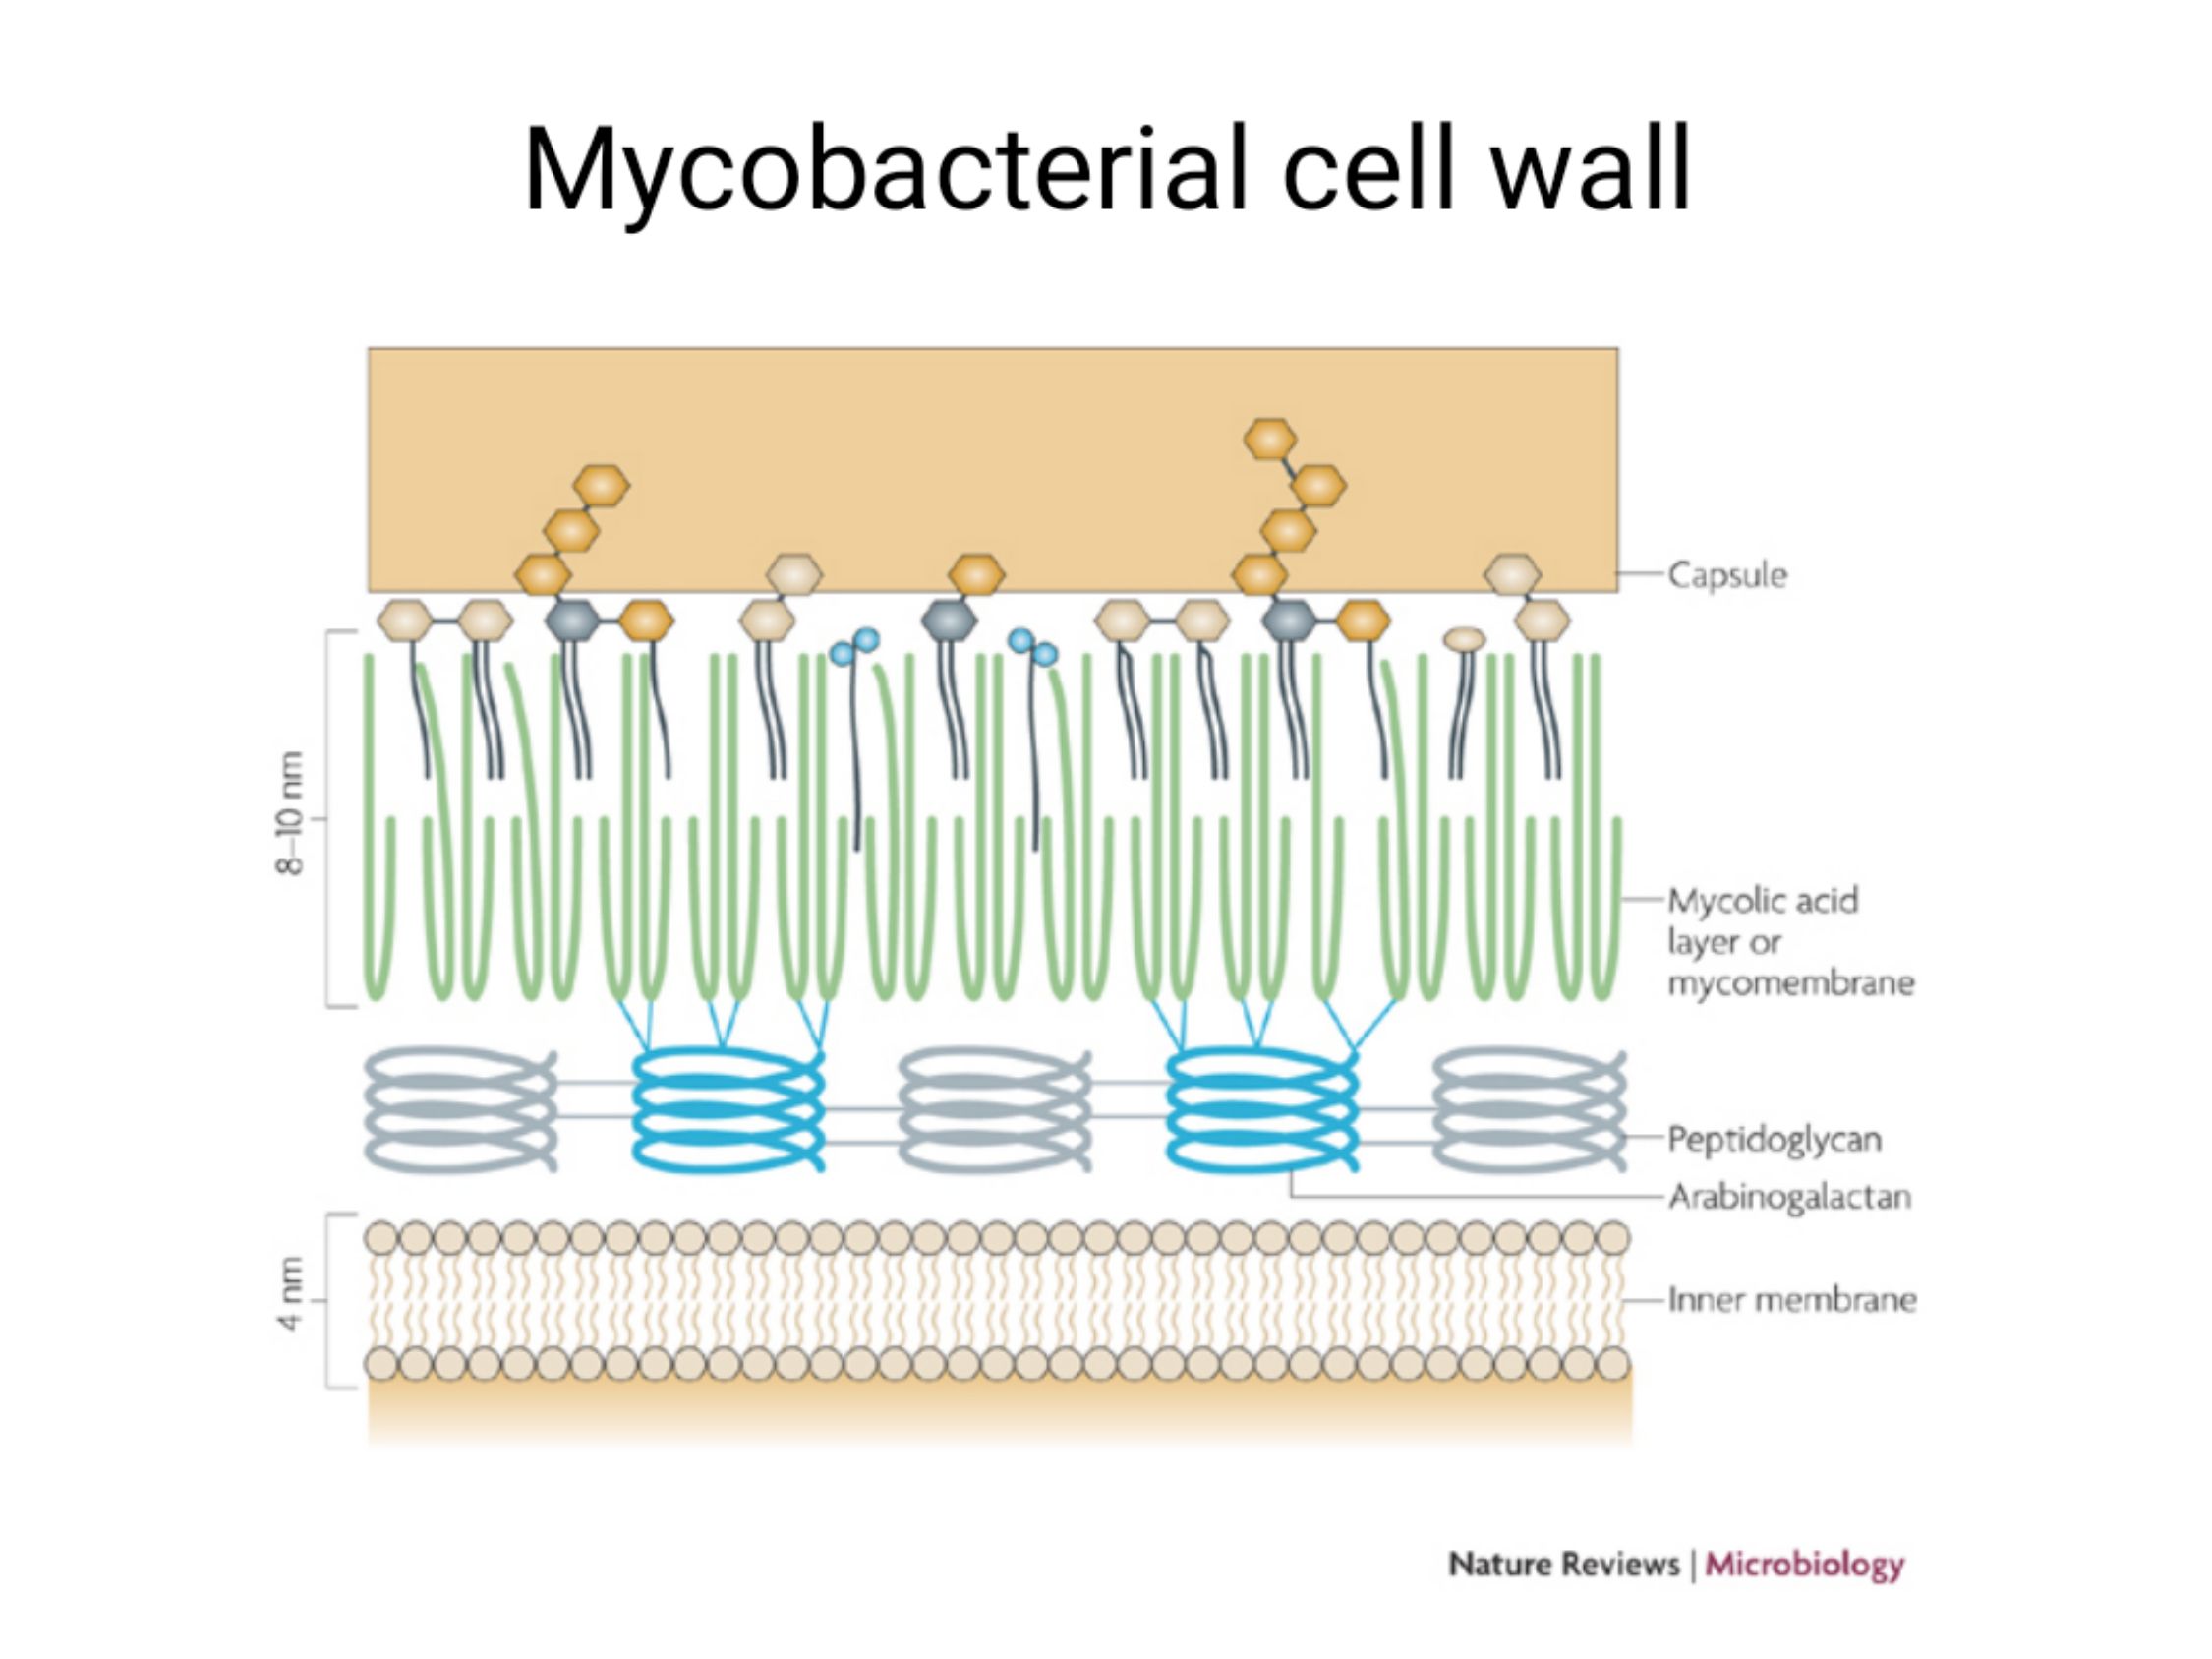 Mycobacterial cell wall
Capsule
8–10 nm
Mycolic acid
layer or
mycomembrane
Peptidoglycan
Arabinogalactan
4 nm
Inner membrane
Nature Reviews | Microbiology